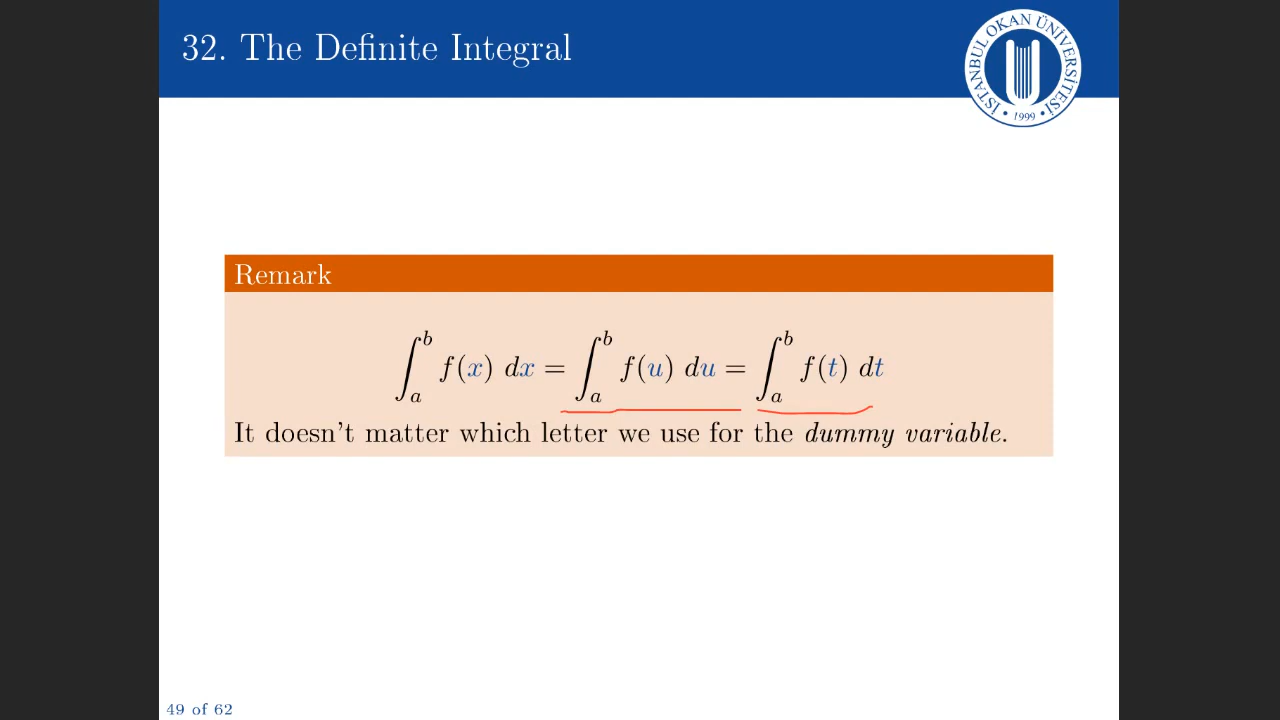 32. The Definite Integral
İSTANBUL OKAN ÜNİVERSİTESİ
• 1999 •
Remark
∫_a^b f(x) dx = ∫_a^b f(u) du = ∫_a^b f(t) dt
It doesn't matter which letter we use for the dummy variable.
49 of 62